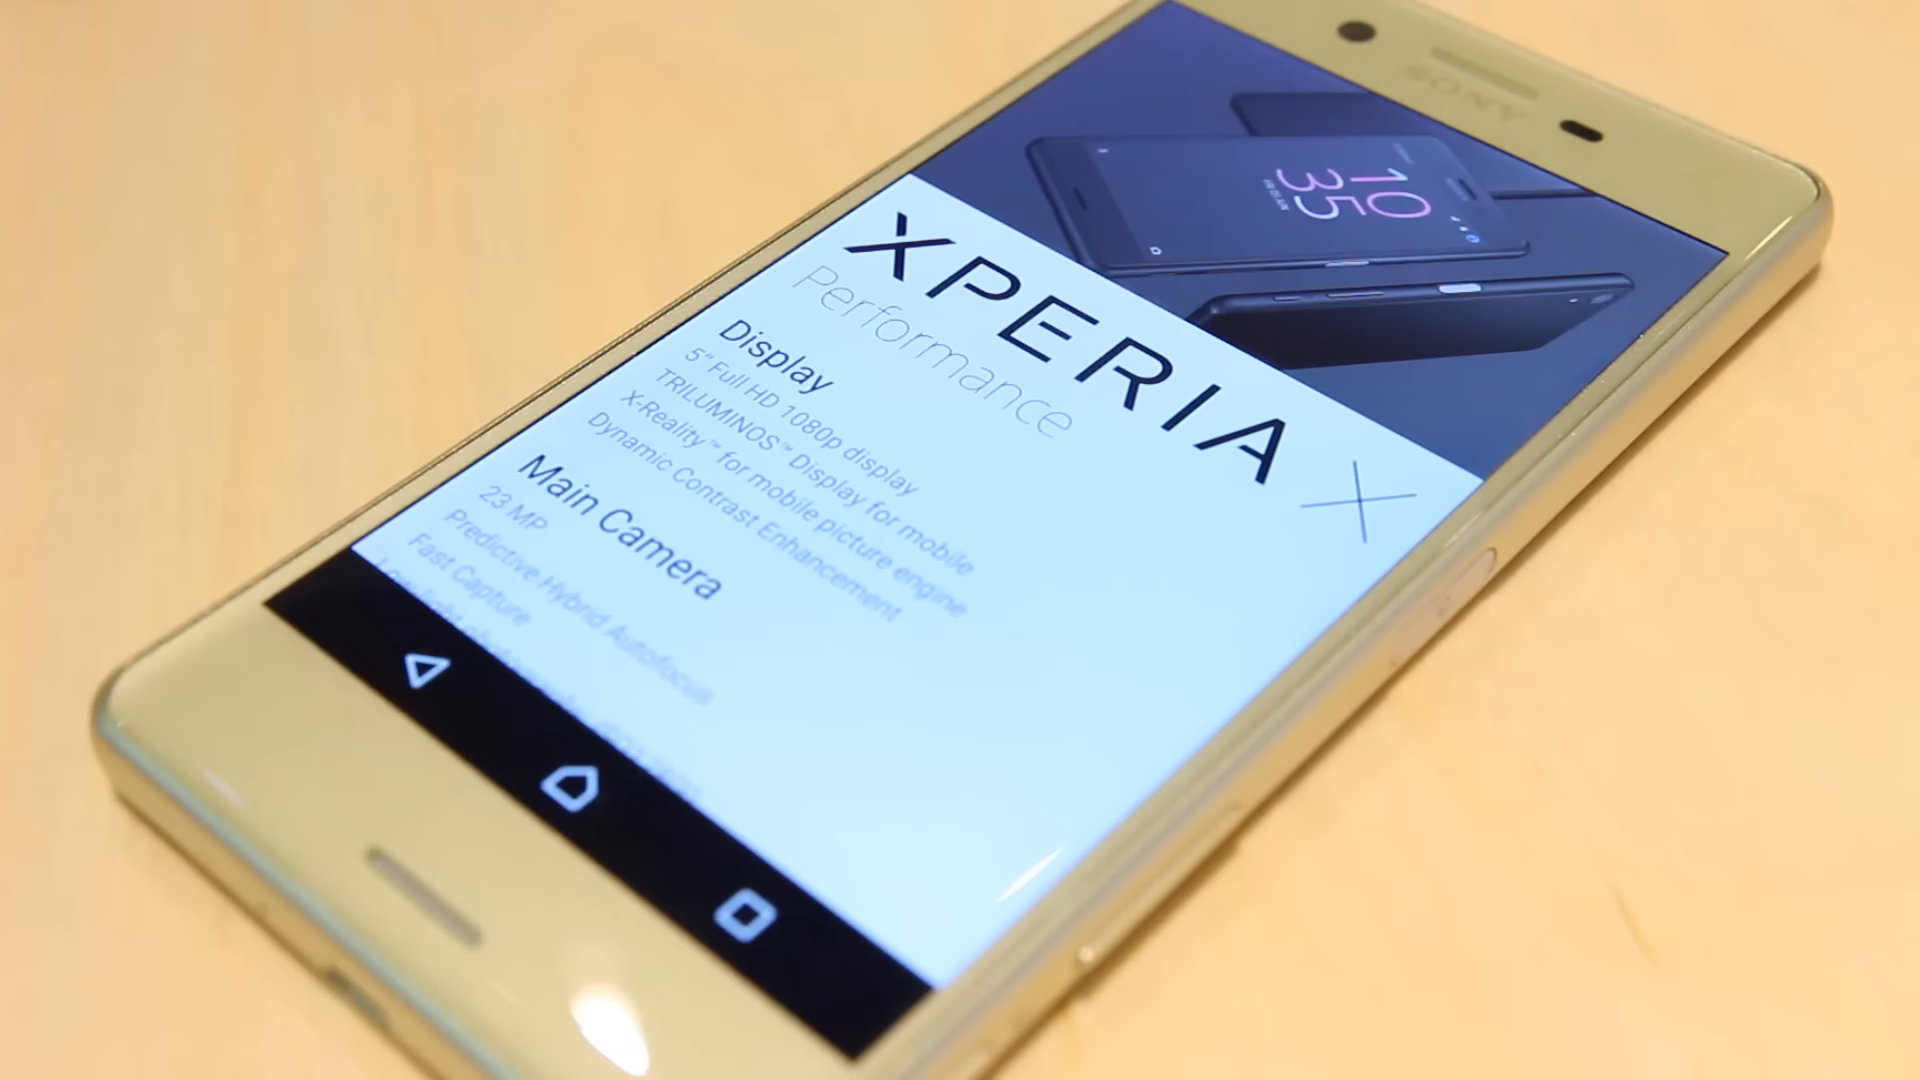 SONY
10
35
XPERIA X
Performance
Display
5" Full HD 1080p display
TRILUMINOS™ Display for mobile
X-Reality™ for mobile picture engine
Dynamic Contrast Enhancement
Main Camera
23 MP
Predictive Hybrid Autofocus
Fast Capture